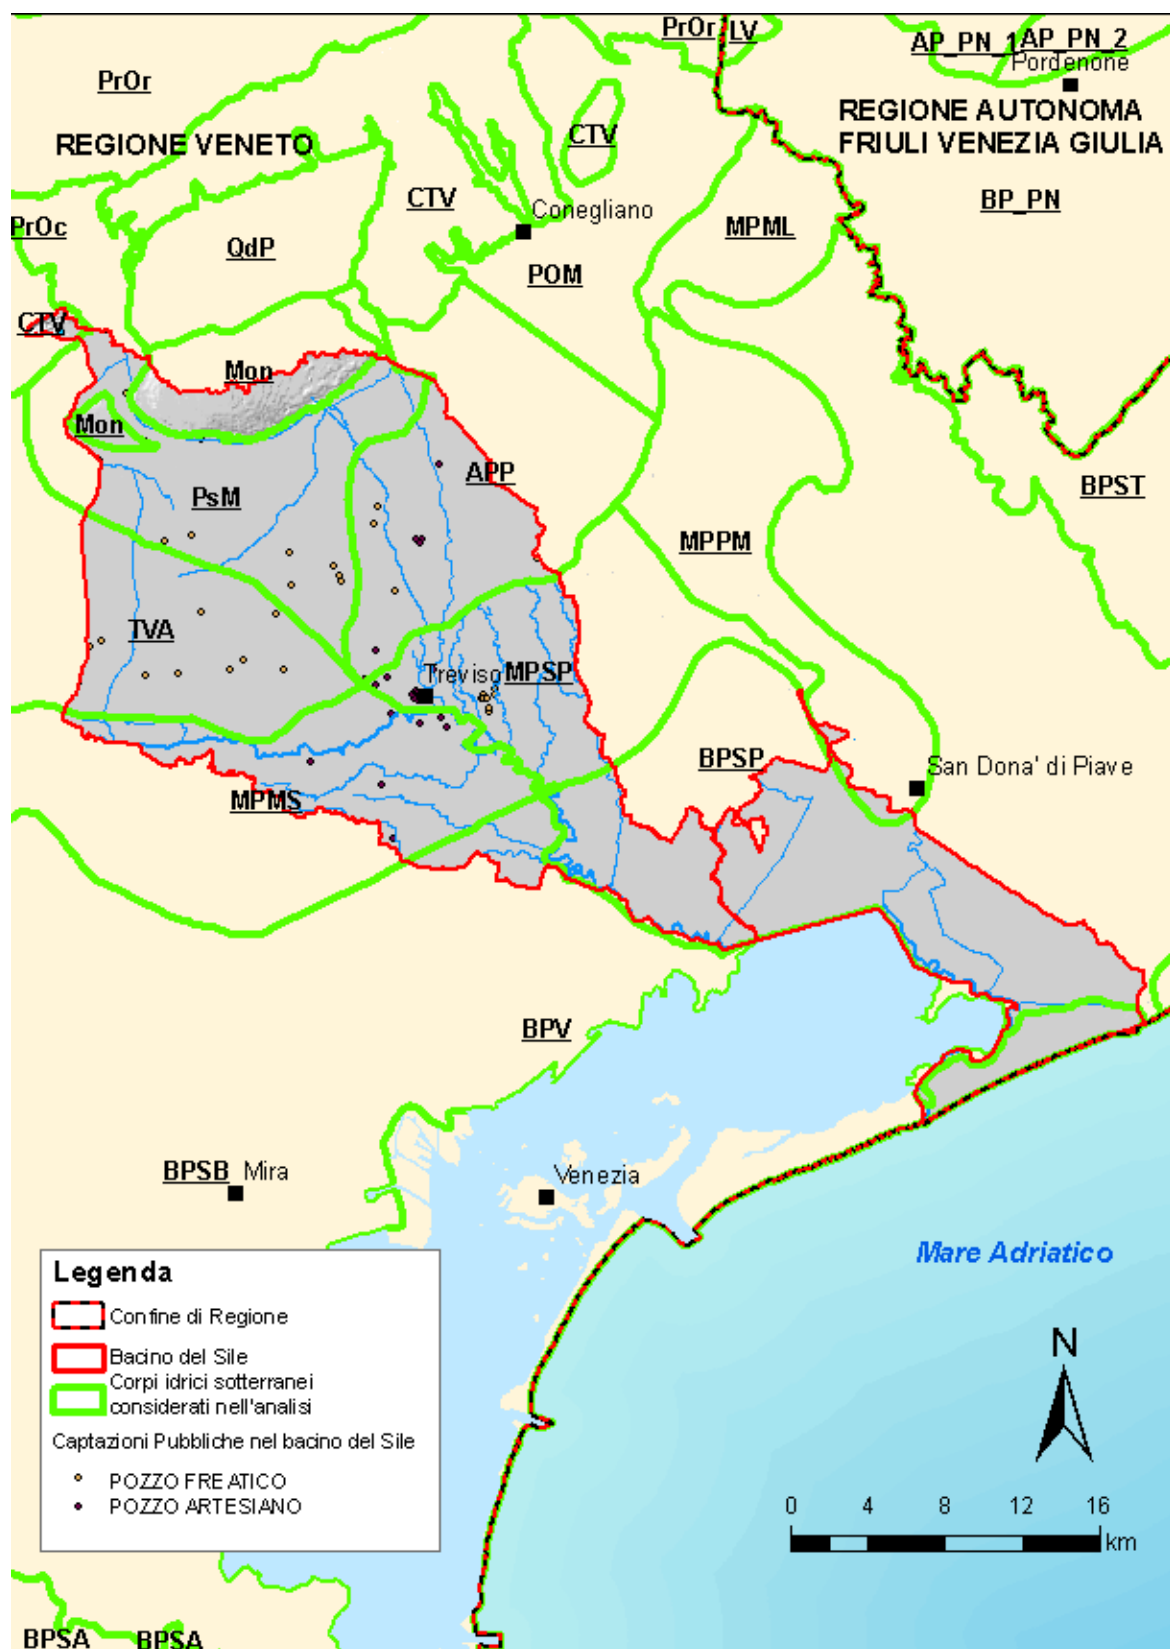 PrOr
LV
AP_PN_1
AP_PN_2
Pordenone
PrOr
REGIONE AUTONOMA
FRIULI VENEZIA GIULIA
REGIONE VENETO
CTV
CTV
BP_PN
PrOc
Conegliano
MPML
QdP
POM
CTV
Mon
Mon
APP
PsM
BPST
MPPM
TVA
Treviso
MPSP
BPSP
San Dona' di Piave
MPMS
BPV
BPSB
Mira
Venezia
Mare Adriatico
Legenda
Confine di Regione
Bacino del Sile
Corpi idrici sotterranei
considerati nell'analisi
Captazioni Pubbliche nel bacino del Sile
POZZO FREATICO
POZZO ARTESIANO
N
0 4 8 12 16
km
BPSA
BPSA